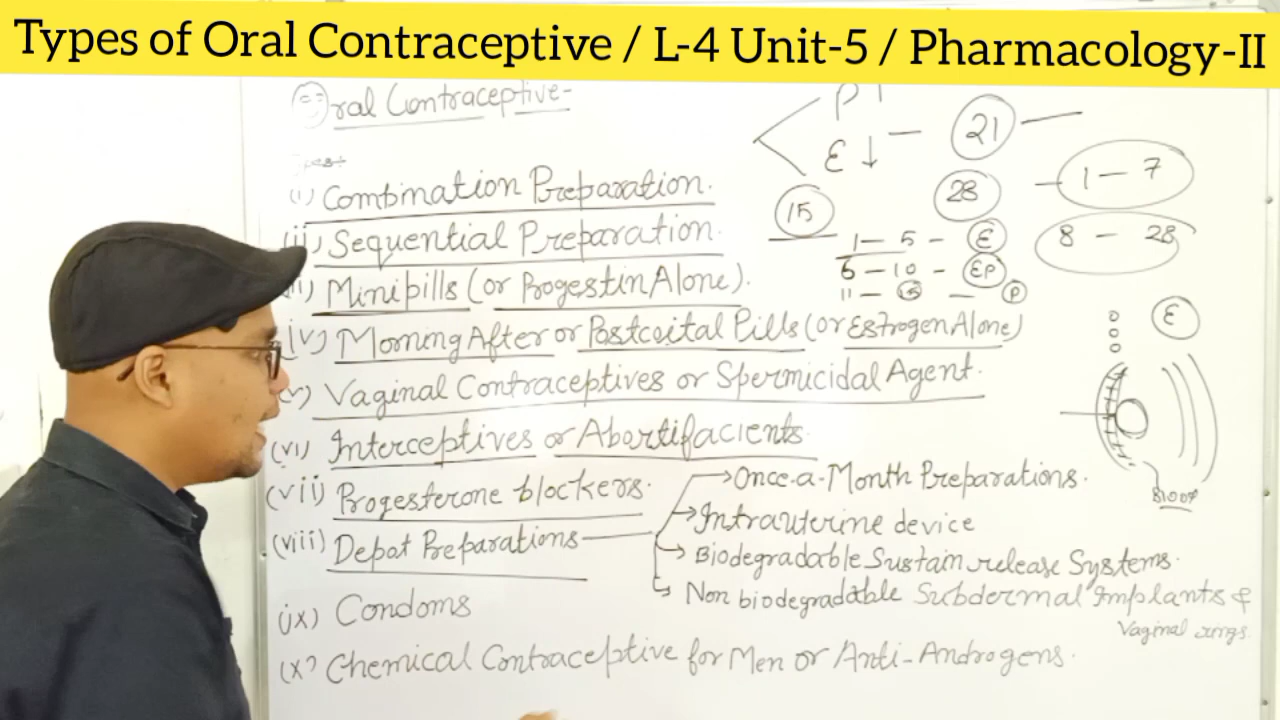 Types of Oral Contraceptive / L-4 Unit-5 / Pharmacology-II
Oral Contraceptive-
(i) Combination Preparation.
(ii) Sequential Preparation.
(iii) Minipills (or Progestin Alone).
(iv) Morning After or Postcoital Pills (or Estrogen Alone)
(v) Vaginal Contraceptives or Spermicidal Agent.
(vi) Interceptives or Abortifacients.
(vii) Progesterone blockers.
(viii) Depot Preparations
→ Once-a-Month Preparations.
→ Intrauterine device
→ Biodegradable Sustain release Systems.
→ Non biodegradable Subdermal Implants &
Vaginal rings.
(ix) Condoms
(x) Chemical Contraceptive for Men or Anti-Androgens.
P ↑
Ɛ ↓ — 21 —
15
28 — 1 — 7
8 — 28
1 — 5 — Ɛ
6 — 10 — ƐP
11 — 15 — P
Ɛ
Blood